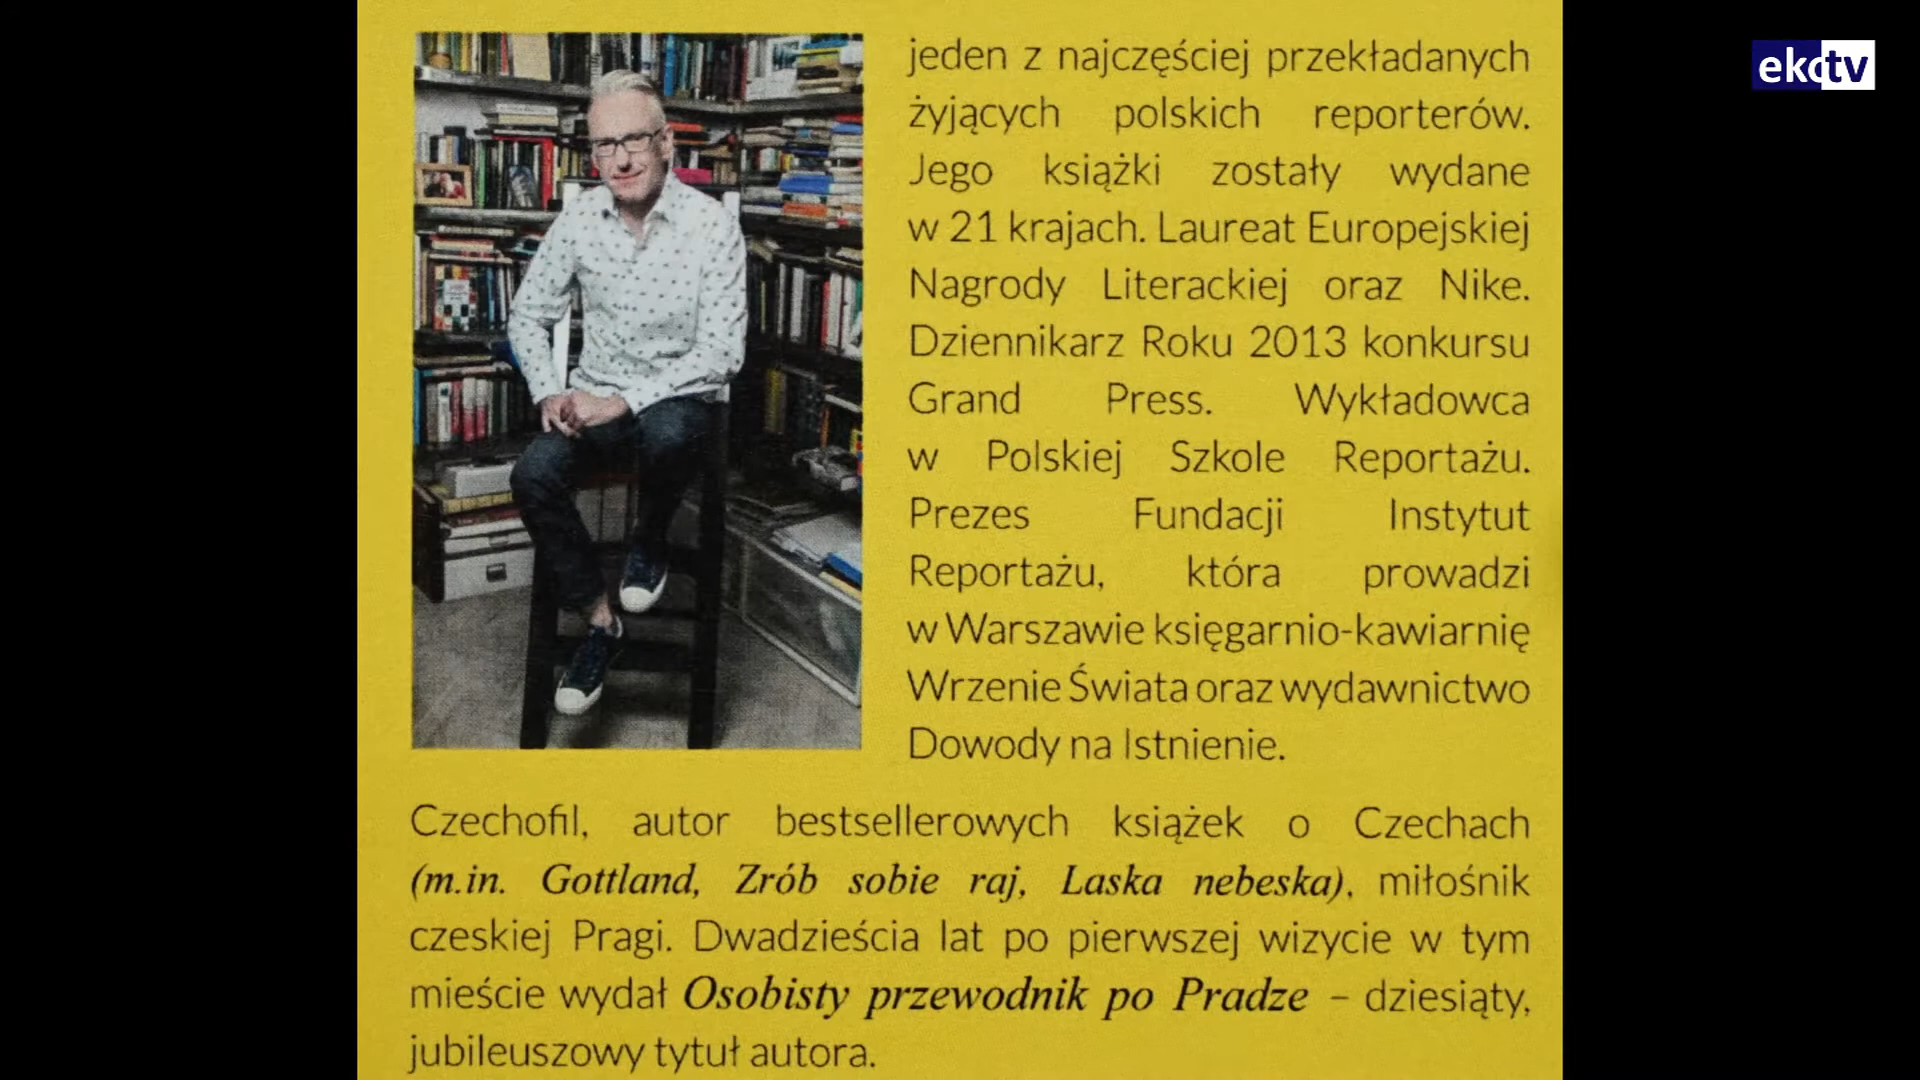 ekotv
jeden z najczęściej przekładanych
żyjących polskich reporterów.
Jego książki zostały wydane
w 21 krajach. Laureat Europejskiej
Nagrody Literackiej oraz Nike.
Dziennikarz Roku 2013 konkursu
Grand Press. Wykładowca
w Polskiej Szkole Reportażu.
Prezes Fundacji Instytut
Reportażu, która prowadzi
w Warszawie księgarnio-kawiarnię
Wrzenie Świata oraz wydawnictwo
Dowody na Istnienie.
Czechofil, autor bestsellerowych książek o Czechach
(m.in. Gottland, Zrób sobie raj, Laska nebeska), miłośnik
czeskiej Pragi. Dwadzieścia lat po pierwszej wizycie w tym
mieście wydał Osobisty przewodnik po Pradze – dziesiąty,
jubileuszowy tytuł autora.